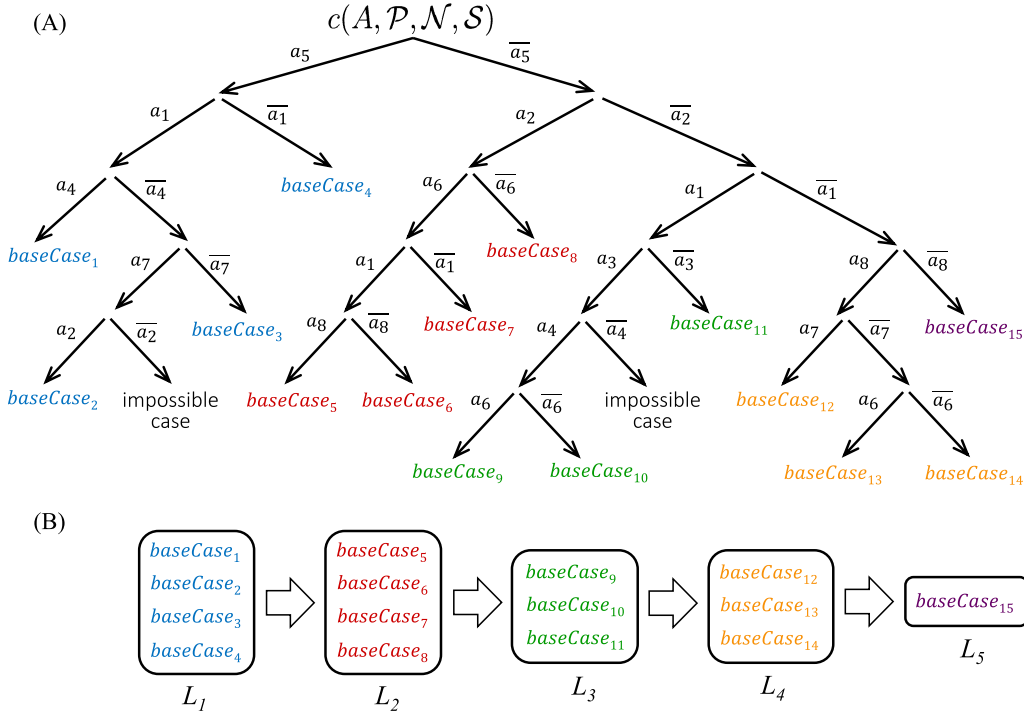 (A)
c(A, 𝒫, 𝒩, 𝒮)
a₅ a̅₅
a₁ a̅₁ a₂ a̅₂
a₄ a̅₄ baseCase₄ a₆ a̅₆ a₁ a̅₁
baseCase₁ a₇ a̅₇ a₁ a̅₁ baseCase₈ a₃ a̅₃ a₈ a̅₈
a₂ a̅₂ baseCase₃ a₈ a̅₈ baseCase₇ a₄ a̅₄ baseCase₁₁ a₇ a̅₇ baseCase₁₅
baseCase₂ impossible case baseCase₅ baseCase₆ a₆ a̅₆ impossible case baseCase₁₂ a₆ a̅₆
baseCase₉ baseCase₁₀ baseCase₁₃ baseCase₁₄
(B)
baseCase₁
baseCase₂
baseCase₃
baseCase₄
L₁
baseCase₅
baseCase₆
baseCase₇
baseCase₈
L₂
baseCase₉
baseCase₁₀
baseCase₁₁
L₃
baseCase₁₂
baseCase₁₃
baseCase₁₄
L₄
baseCase₁₅
L₅